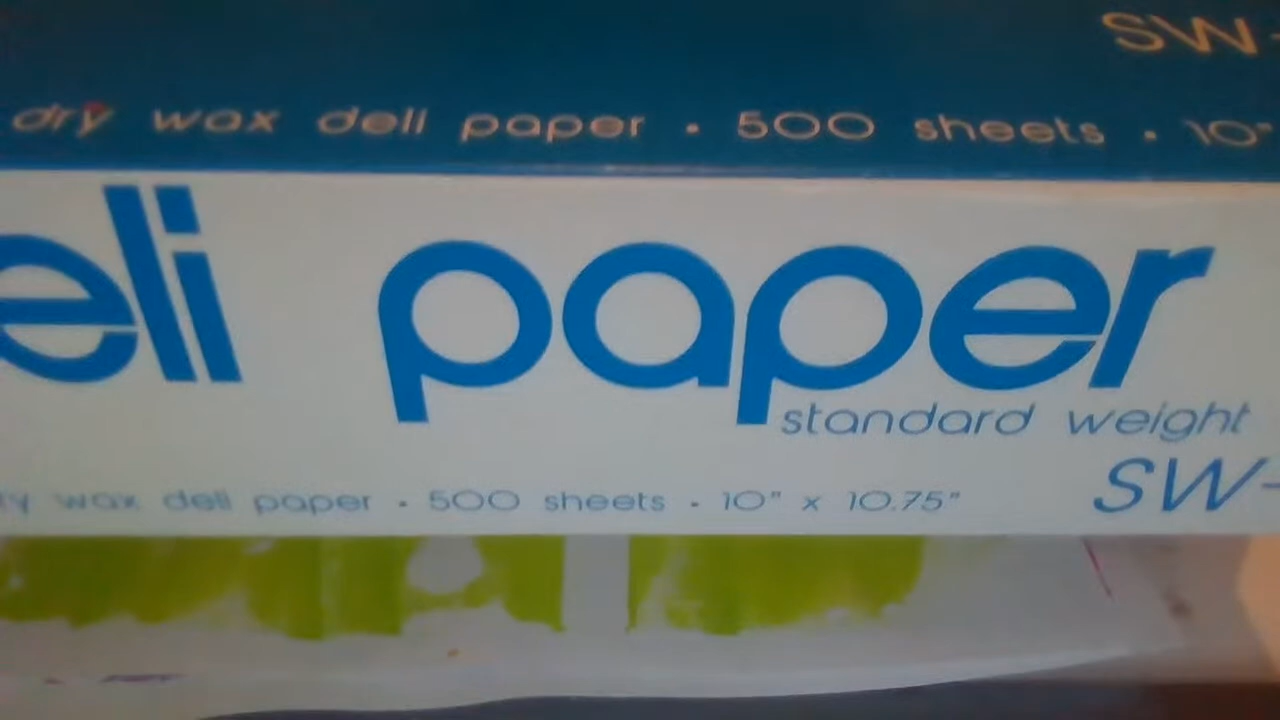 SW-
dry wax deli paper • 500 sheets • 10"
eli paper
standard weight
SW-
ry wax deli paper • 500 sheets • 10" x 10.75"